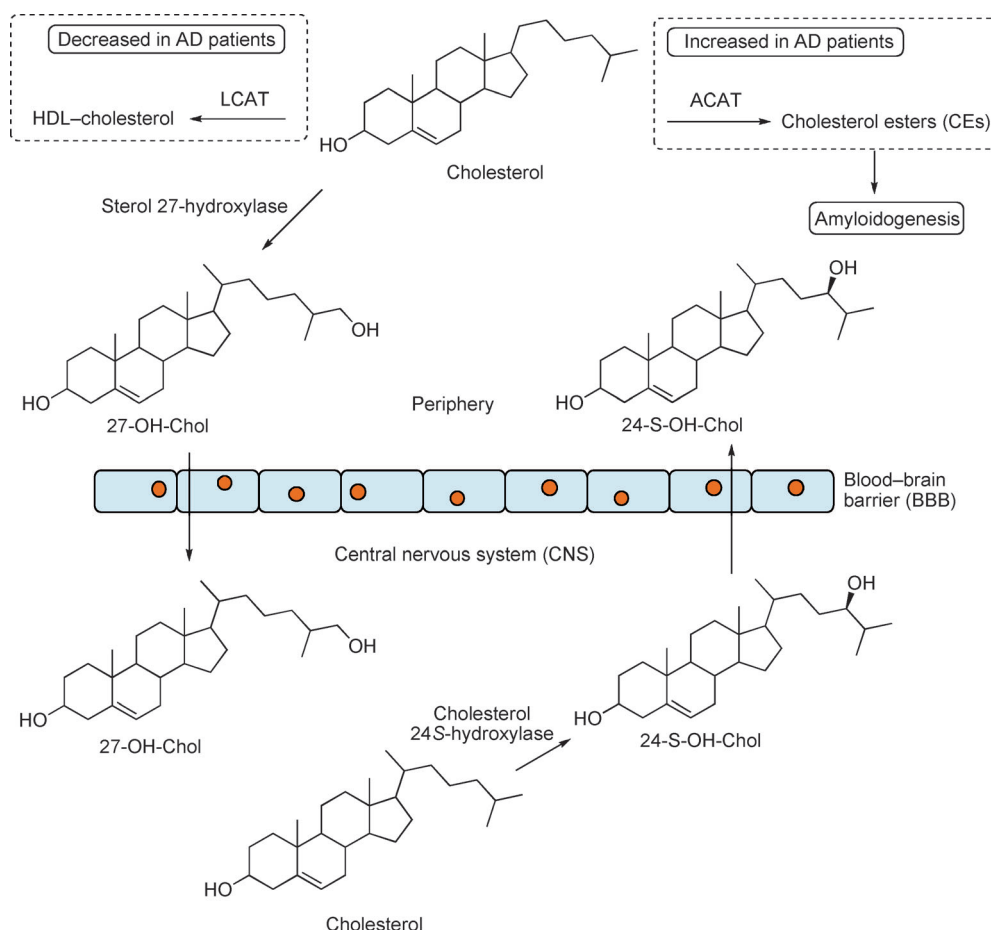 Decreased in AD patients
Increased in AD patients
LCAT
HDL–cholesterol
ACAT
Cholesterol esters (CEs)
HO
Cholesterol
Sterol 27-hydroxylase
Amyloidogenesis
OH
OH
HO
27-OH-Chol
Periphery
HO
24-S-OH-Chol
Blood–brain
barrier (BBB)
Central nervous system (CNS)
OH
OH
HO
27-OH-Chol
Cholesterol
24S-hydroxylase
HO
24-S-OH-Chol
HO
Cholesterol